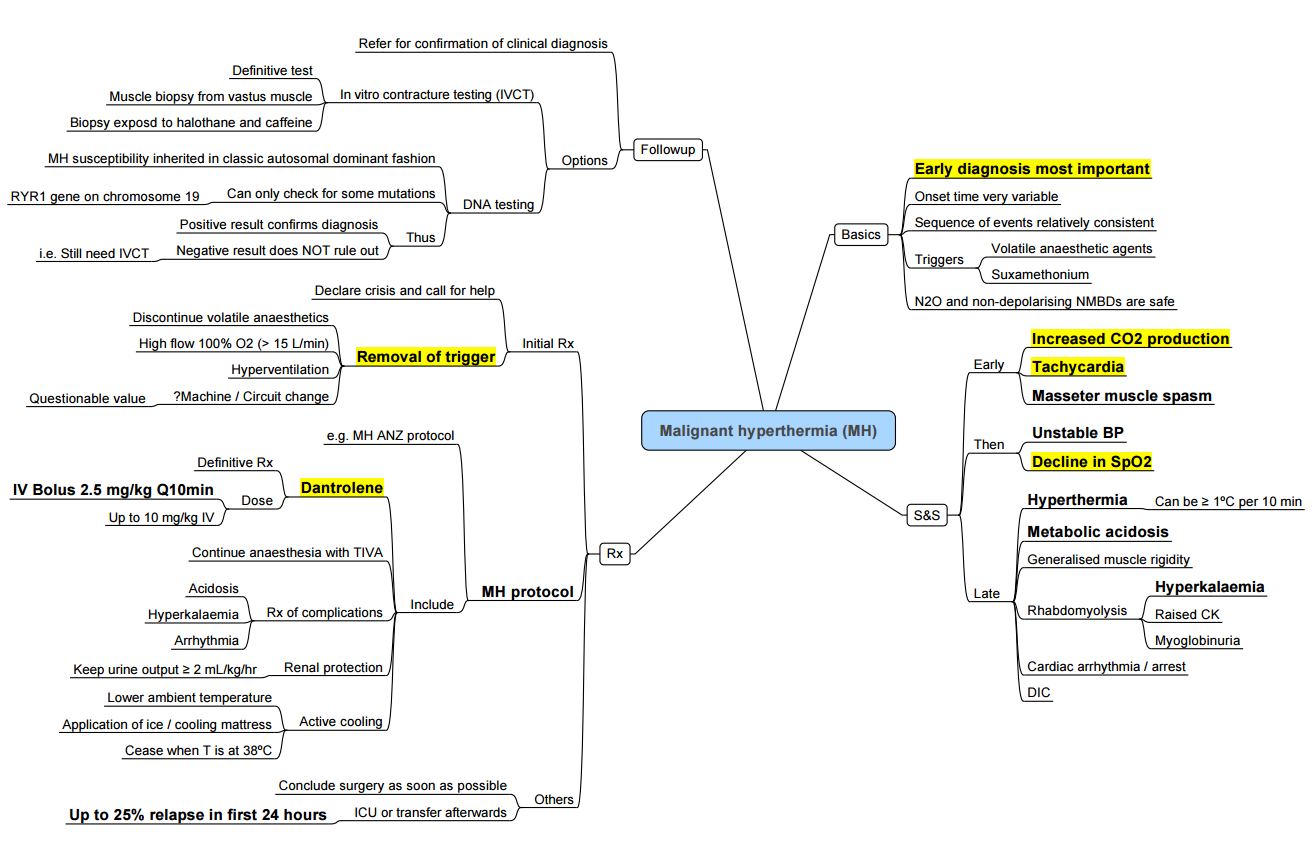 Malignant hyperthermia (MH)
Basics
Early diagnosis most important
Onset time very variable
Sequence of events relatively consistent
Triggers
Volatile anaesthetic agents
Suxamethonium
N2O and non-depolarising NMBDs are safe
S&S
Early
Increased CO2 production
Tachycardia
Masseter muscle spasm
Then
Unstable BP
Decline in SpO2
Late
Hyperthermia
Can be ≥ 1ºC per 10 min
Metabolic acidosis
Generalised muscle rigidity
Rhabdomyolysis
Hyperkalaemia
Raised CK
Myoglobinuria
Cardiac arrhythmia / arrest
DIC
Followup
Refer for confirmation of clinical diagnosis
Options
In vitro contracture testing (IVCT)
Definitive test
Muscle biopsy from vastus muscle
Biopsy exposd to halothane and caffeine
DNA testing
MH susceptibility inherited in classic autosomal dominant fashion
Can only check for some mutations
RYR1 gene on chromosome 19
Thus
Positive result confirms diagnosis
Negative result does NOT rule out
i.e. Still need IVCT
Rx
Initial Rx
Declare crisis and call for help
Removal of trigger
Discontinue volatile anaesthetics
High flow 100% O2 (> 15 L/min)
Hyperventilation
?Machine / Circuit change
Questionable value
MH protocol
e.g. MH ANZ protocol
Include
Dantrolene
Definitive Rx
Dose
IV Bolus 2.5 mg/kg Q10min
Up to 10 mg/kg IV
Continue anaesthesia with TIVA
Rx of complications
Acidosis
Hyperkalaemia
Arrhythmia
Renal protection
Keep urine output ≥ 2 mL/kg/hr
Active cooling
Lower ambient temperature
Application of ice / cooling mattress
Cease when T is at 38ºC
Others
Conclude surgery as soon as possible
ICU or transfer afterwards
Up to 25% relapse in first 24 hours